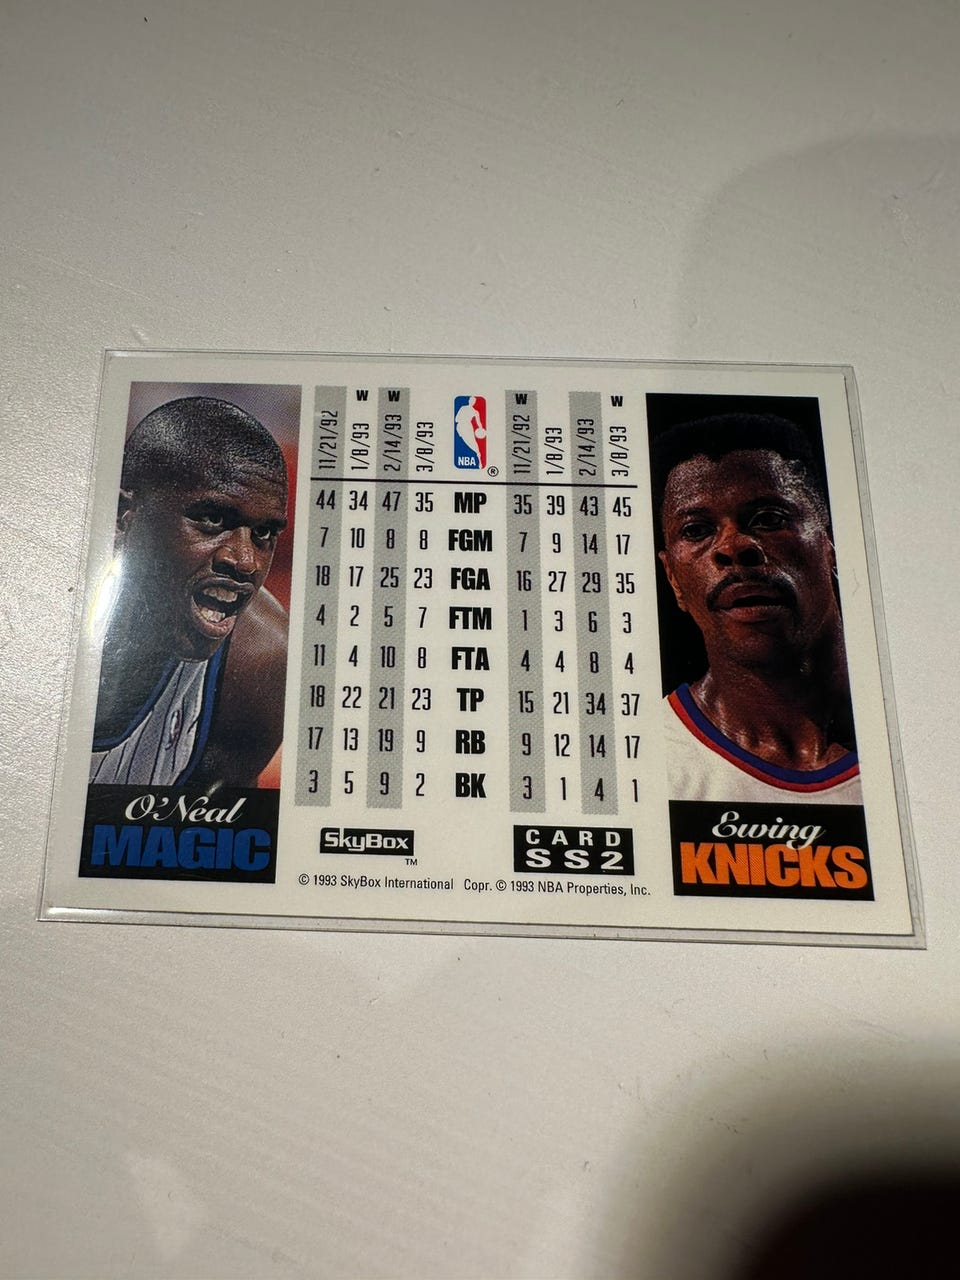 W W W W
11/21/92 1/8/93 2/14/93 3/8/93 NBA ® 11/21/92 1/8/93 2/14/93 3/8/93
44 34 47 35 MP 35 39 43 45
7 10 8 8 FGM 7 9 14 17
18 17 25 23 FGA 16 27 29 35
4 2 5 7 FTM 1 3 6 3
11 4 10 8 FTA 4 4 8 4
18 22 21 23 TP 15 21 34 37
17 13 19 9 RB 9 12 14 17
3 5 9 2 BK 3 1 4 1
O'Neal
MAGIC
SkyBox TM
CARD
SS2
Ewing
KNICKS
© 1993 SkyBox International Copr. © 1993 NBA Properties, Inc.